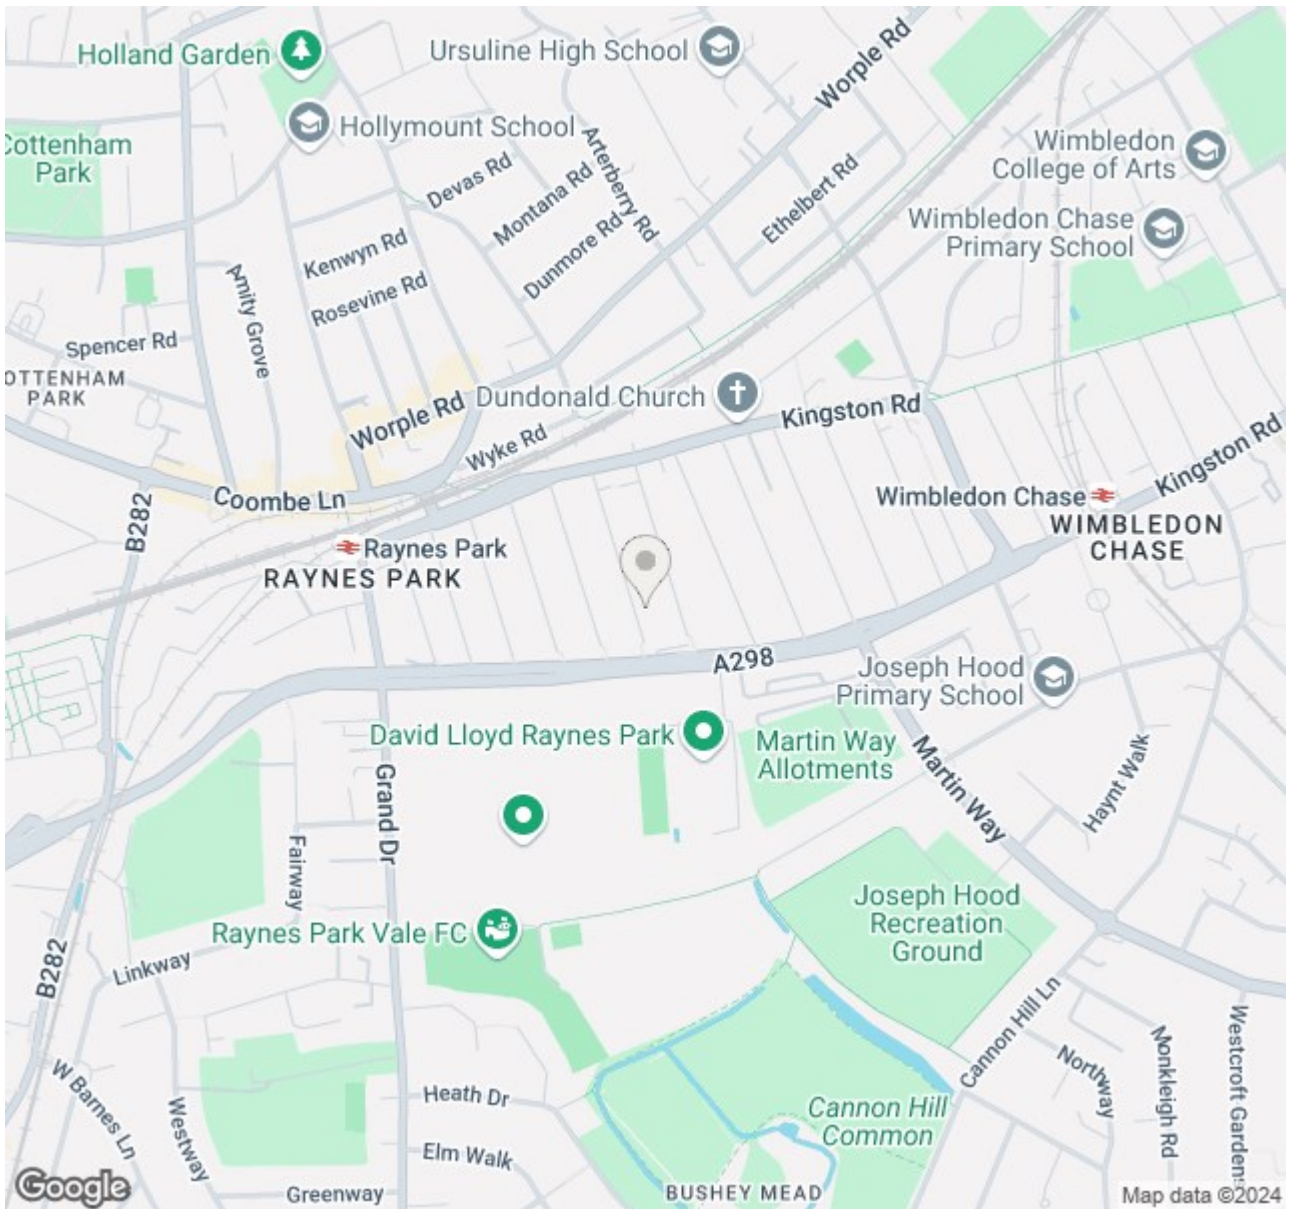 Holland Garden
Ursuline High School
Worple Rd
Hollymount School
Cottenham
Park
Arterberry Rd
Wimbledon
College of Arts
Devas Rd
Montana Rd
Ethelbert Rd
Wimbledon Chase
Primary School
Kenwyn Rd
Dunmore Rd
Amity Grove
Rosevine Rd
Spencer Rd
OTTENHAM
PARK
Dundonald Church
Kingston Rd
Worple Rd
Wyke Rd
Kingston Rd
Coombe Ln
B282
Wimbledon Chase
WIMBLEDON
CHASE
Raynes Park
RAYNES PARK
A298
Joseph Hood
Primary School
David Lloyd Raynes Park
Martin Way
Allotments
Martin Way
Haynt Walk
Grand Dr
Fairway
Joseph Hood
Recreation
Ground
Raynes Park Vale FC
Linkway
B282
Cannon Hill Ln
Northway
Monkleigh Rd
Westcroft Gardens
W Barnes Ln
Westway
Heath Dr
Cannon Hill
Common
Elm Walk
Greenway
BUSHEY MEAD
Google
Map data ©2024